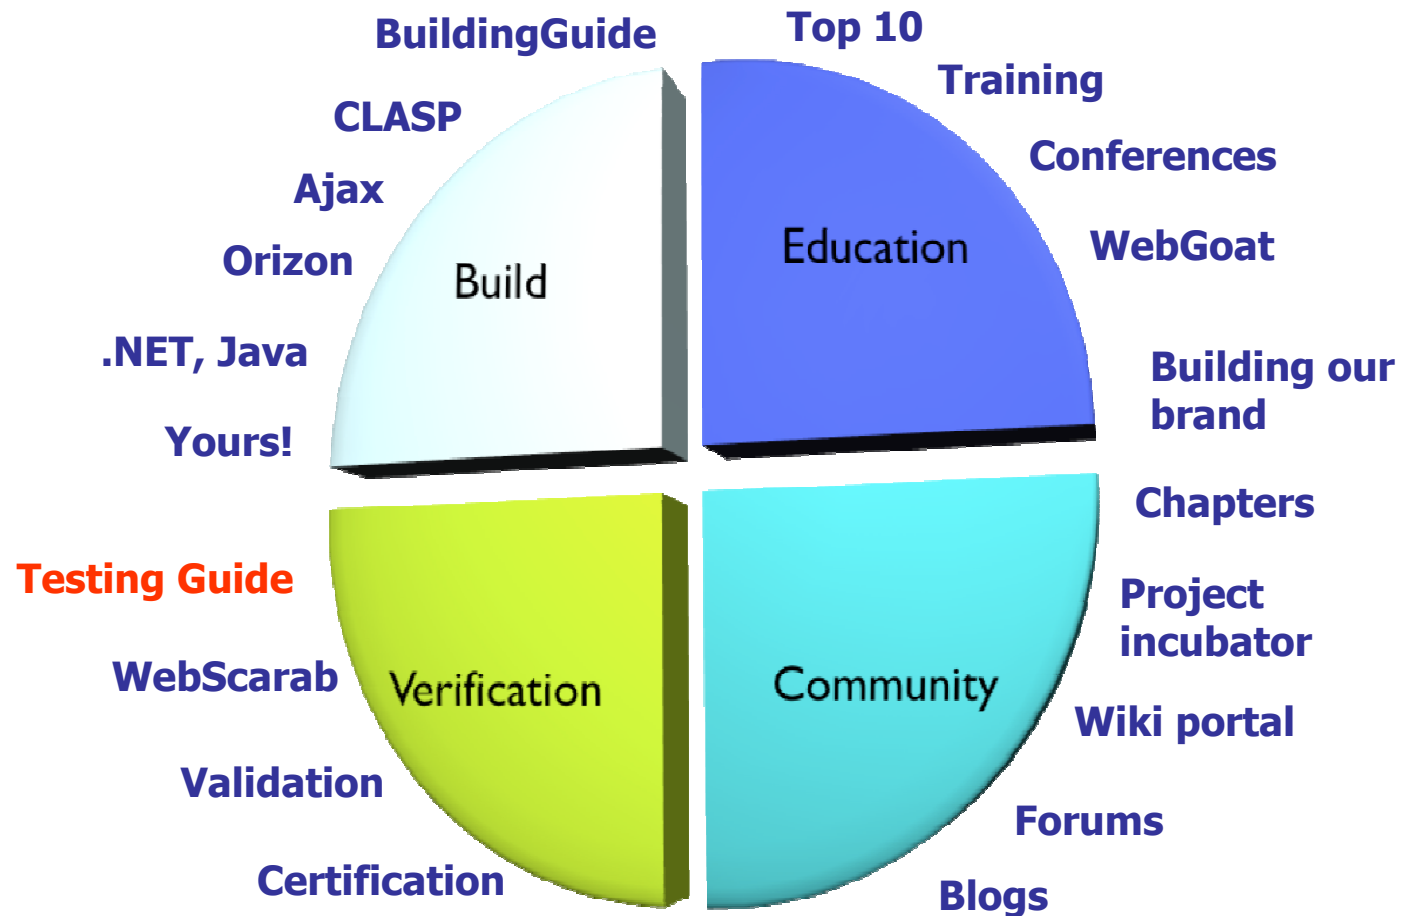 BuildingGuide
CLASP
Ajax
Orizon
.NET, Java
Yours!
Build
Top 10
Training
Conferences
WebGoat
Building our
brand
Education
Testing Guide
WebScarab
Validation
Certification
Verification
Chapters
Project
incubator
Wiki portal
Forums
Blogs
Community